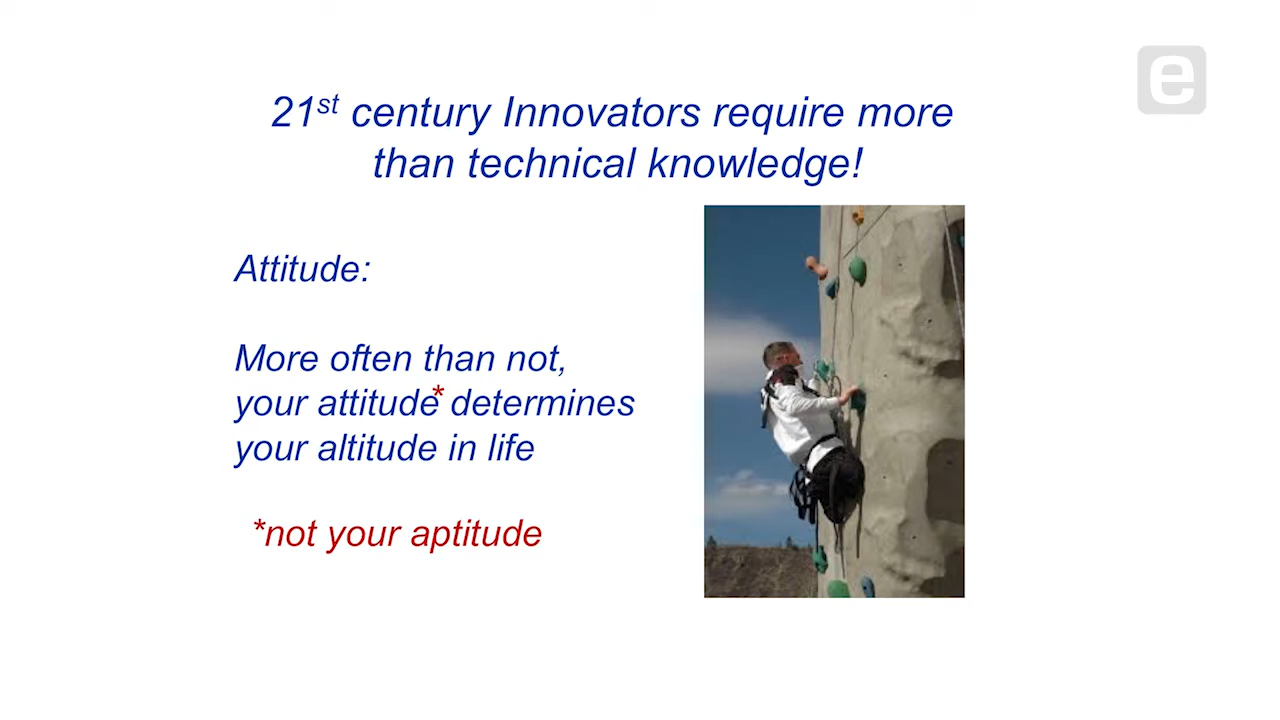 e
21st century Innovators require more
than technical knowledge!
Attitude:
More often than not,
your attitude* determines
your altitude in life
*not your aptitude